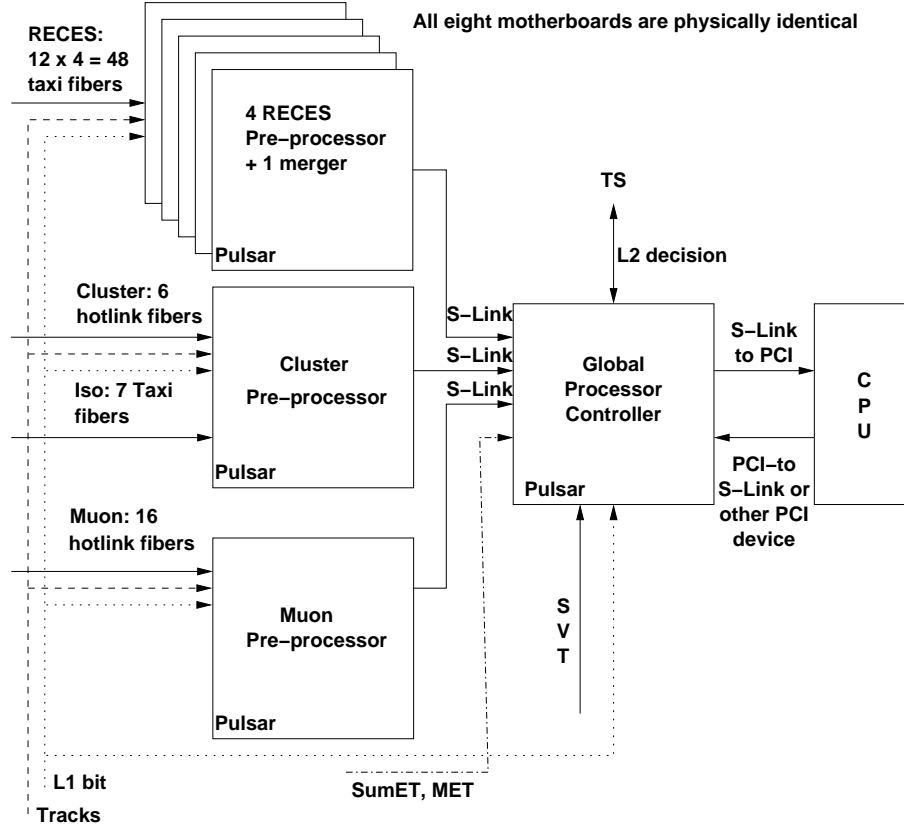 All eight motherboards are physically identical
RECES:
12 x 4 = 48
taxi fibers
4 RECES
Pre−processor
+ 1 merger
Pulsar
TS
L2 decision
Cluster: 6
hotlink fibers
Iso: 7 Taxi
fibers
Cluster
Pre−processor
Pulsar
S−Link
S−Link
S−Link
Global
Processor
Controller
Pulsar
S−Link
to PCI
C
P
U
PCI−to
S−Link or
other PCI
device
Muon: 16
hotlink fibers
Muon
Pre−processor
Pulsar
S
V
T
L1 bit
SumET, MET
Tracks